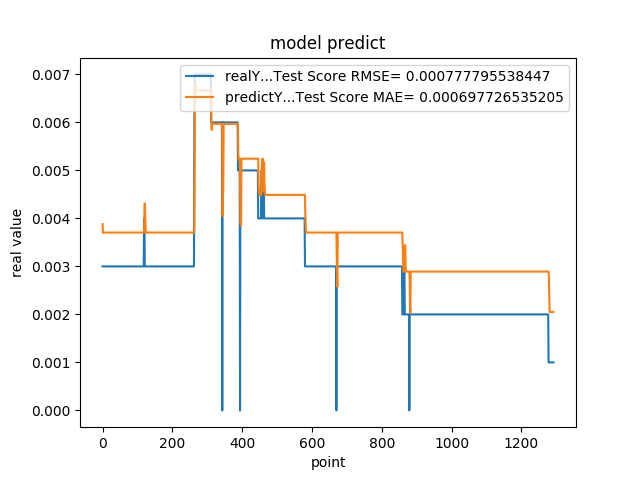 model predict
realY...Test Score RMSE= 0.000777795538447
predictY...Test Score MAE= 0.000697726535205
0.007
0.006
0.005
0.004
0.003
0.002
0.001
0.000
real value
0 200 400 600 800 1000 1200
point